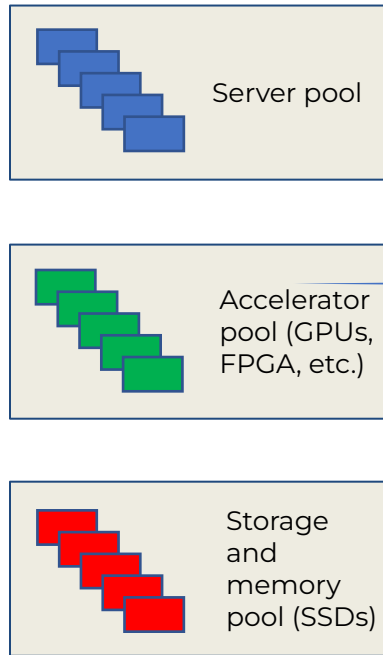 Server pool
Accelerator
pool (GPUs,
FPGA, etc.)
Storage
and
memory
pool (SSDs)